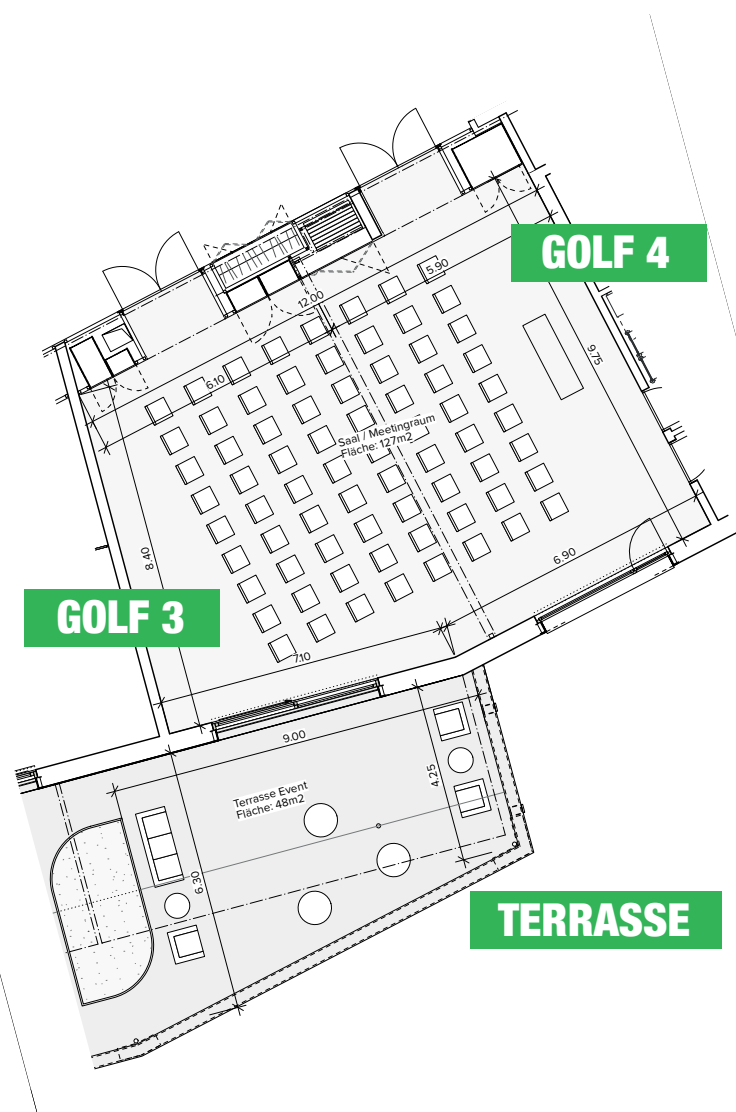 GOLF 4
5.90
12.00
9.75
6.10
Saal / Meetingraum
Fläche: 127m2
8.40
6.90
GOLF 3
7.10
9.00
4.25
Terrasse Event
Fläche: 48m2
6.30
TERRASSE